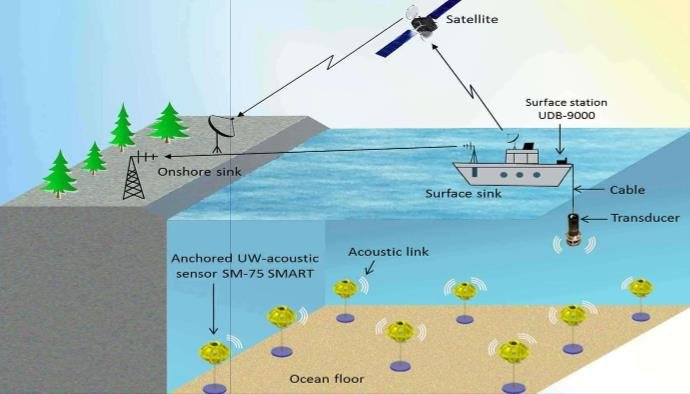 Satellite
Surface station
UDB-9000
Onshore sink
Surface sink
Cable
Transducer
Anchored UW-acoustic
sensor SM-75 SMART
Acoustic link
Ocean floor